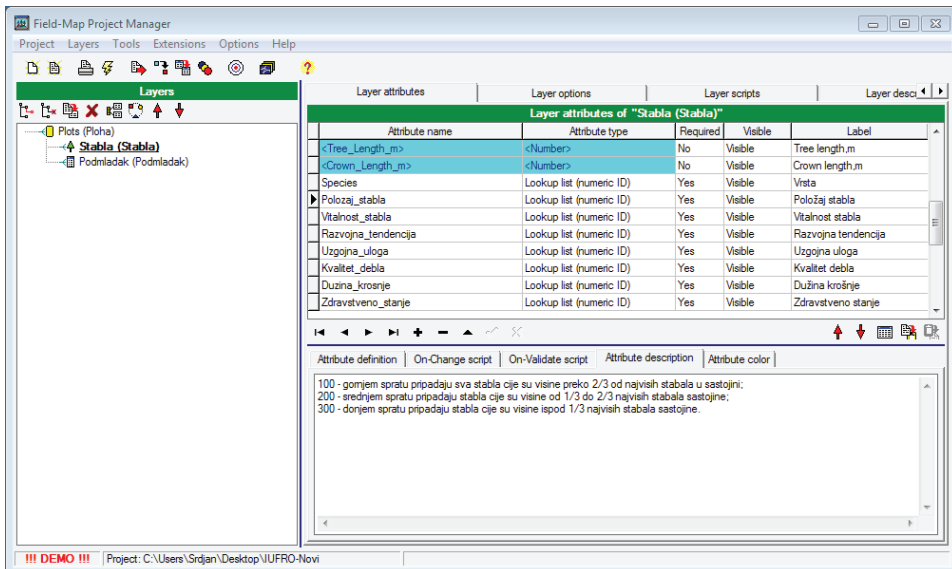 Field-Map Project Manager
Project Layers Tools Extensions Options Help
Layers
Plots (Ploha)
Stabla (Stabla)
Podmladak (Podmladak)
Layer attributes Layer options Layer scripts Layer descr
Layer attributes of "Stabla (Stabla)"
Attribute name Attribute type Required Visible Label
<Tree_Length_m> <Number> No Visible Tree length,m
<Crown_Length_m> <Number> No Visible Crown length,m
Species Lookup list (numeric ID) Yes Visible Vrsta
Polozaj_stabla Lookup list (numeric ID) Yes Visible Položaj stabla
Vitalnost_stabla Lookup list (numeric ID) Yes Visible Vitalnost stabla
Razvojna_tendencija Lookup list (numeric ID) Yes Visible Razvojna tendencija
Uzgojna_uloga Lookup list (numeric ID) Yes Visible Uzgojna uloga
Kvalitet_debla Lookup list (numeric ID) Yes Visible Kvalitet debla
Duzina_krosnje Lookup list (numeric ID) Yes Visible Dužina krošnje
Zdravstveno_stanje Lookup list (numeric ID) Yes Visible Zdravstveno stanje
Attribute definition On-Change script On-Validate script Attribute description Attribute color
100 - gornjem spratu pripadaju sva stabla cije su visine preko 2/3 od najvisih stabala u sastojini;
200 - srednjem spratu pripadaju stabla cije su visine od 1/3 do 2/3 najvisih stabala sastojine;
300 - donjem spratu pripadaju stabla cije su visine ispod 1/3 najvisih stabala sastojine.
!!! DEMO !!! Project: C:\Users\Srdjan\Desktop\IUFRO-Novi